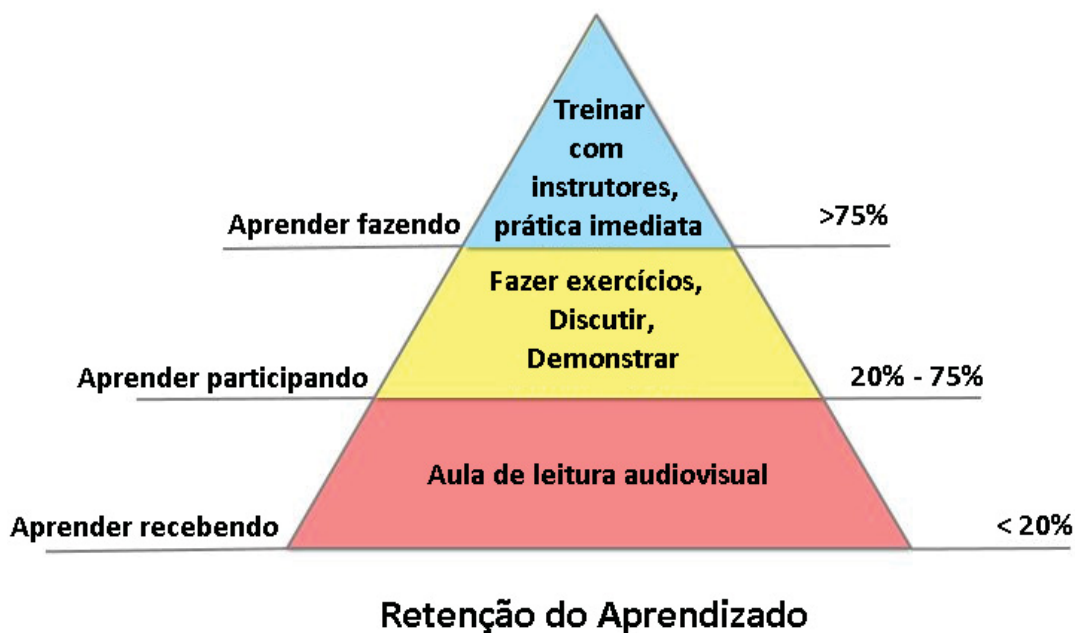 Treinar
com
instrutores,
prática imediata
Aprender fazendo
>75%
Fazer exercícios,
Discutir,
Demonstrar
Aprender participando
20% - 75%
Aula de leitura audiovisual
Aprender recebendo
< 20%
Retenção do Aprendizado